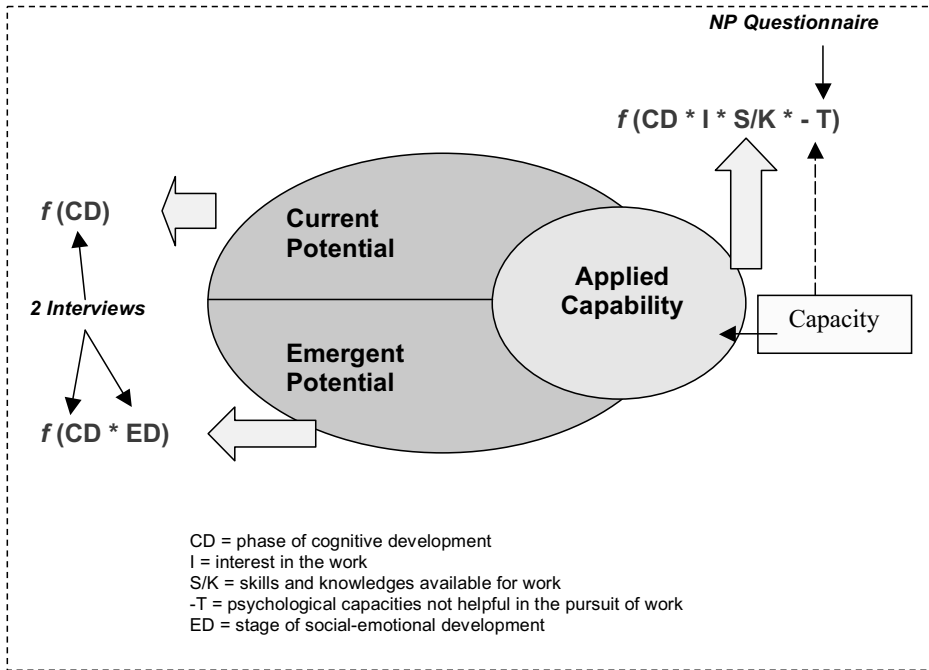 NP Questionnaire
f (CD * I * S/K * - T)
f (CD)
Current
Potential
Applied
Capability
2 Interviews
Capacity
Emergent
Potential
f (CD * ED)
CD = phase of cognitive development
I = interest in the work
S/K = skills and knowledges available for work
-T = psychological capacities not helpful in the pursuit of work
ED = stage of social-emotional development